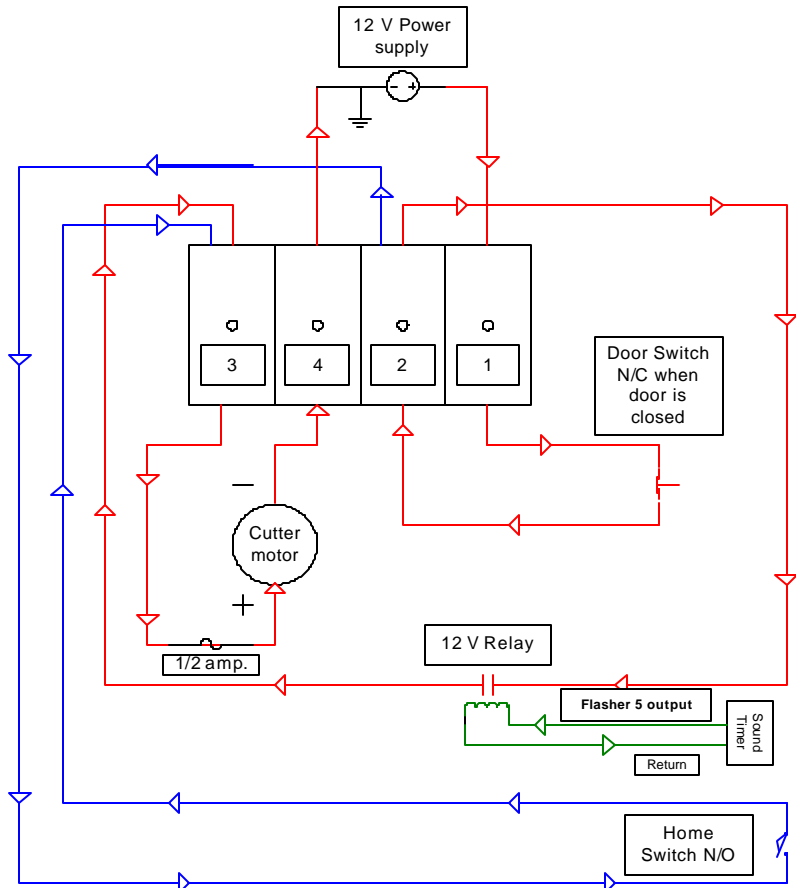 12 V Power
supply
3
4
2
1
Door Switch
N/C when
door is
closed
Cutter
motor
1/2 amp.
12 V Relay
Flasher 5 output
Sound
Timer
Return
Home
Switch N/O